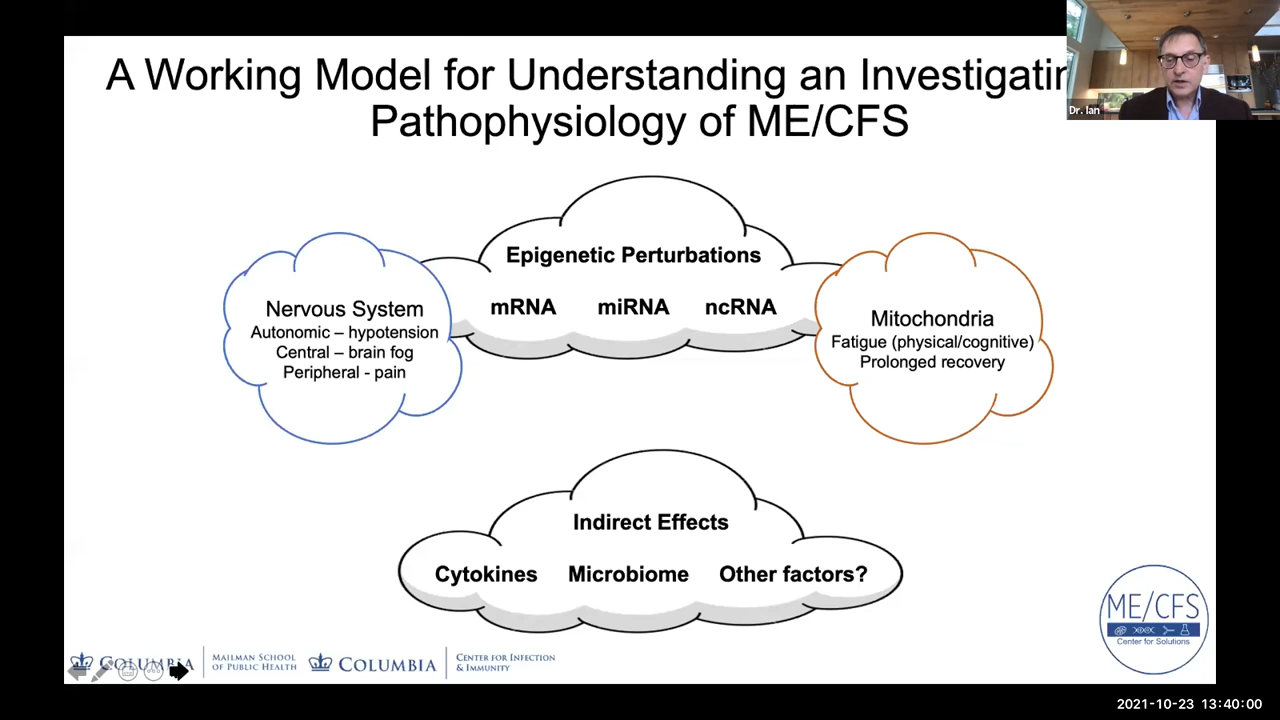 A Working Model for Understanding an Investigatin
Pathophysiology of ME/CFS
Dr. Ian
Epigenetic Perturbations
mRNA miRNA ncRNA
Nervous System
Autonomic – hypotension
Central – brain fog
Peripheral - pain
Mitochondria
Fatigue (physical/cognitive)
Prolonged recovery
Indirect Effects
Cytokines Microbiome Other factors?
ME/CFS
Center for Solutions
COLUMBIA
MAILMAN SCHOOL
OF PUBLIC HEALTH
COLUMBIA
CENTER FOR INFECTION
& IMMUNITY
2021-10-23 13:40:00